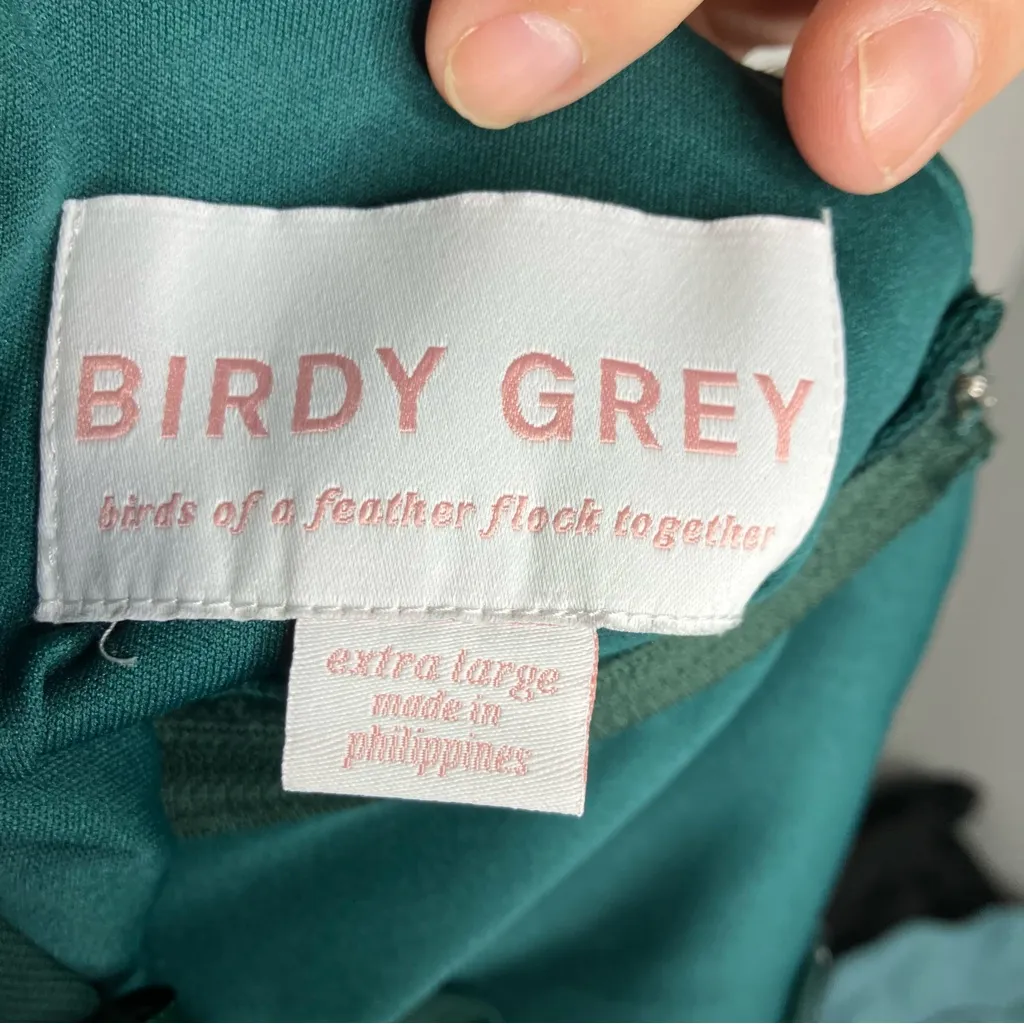 BIRDY GREY
birds of a feather flock together
extra large
made in
philippines